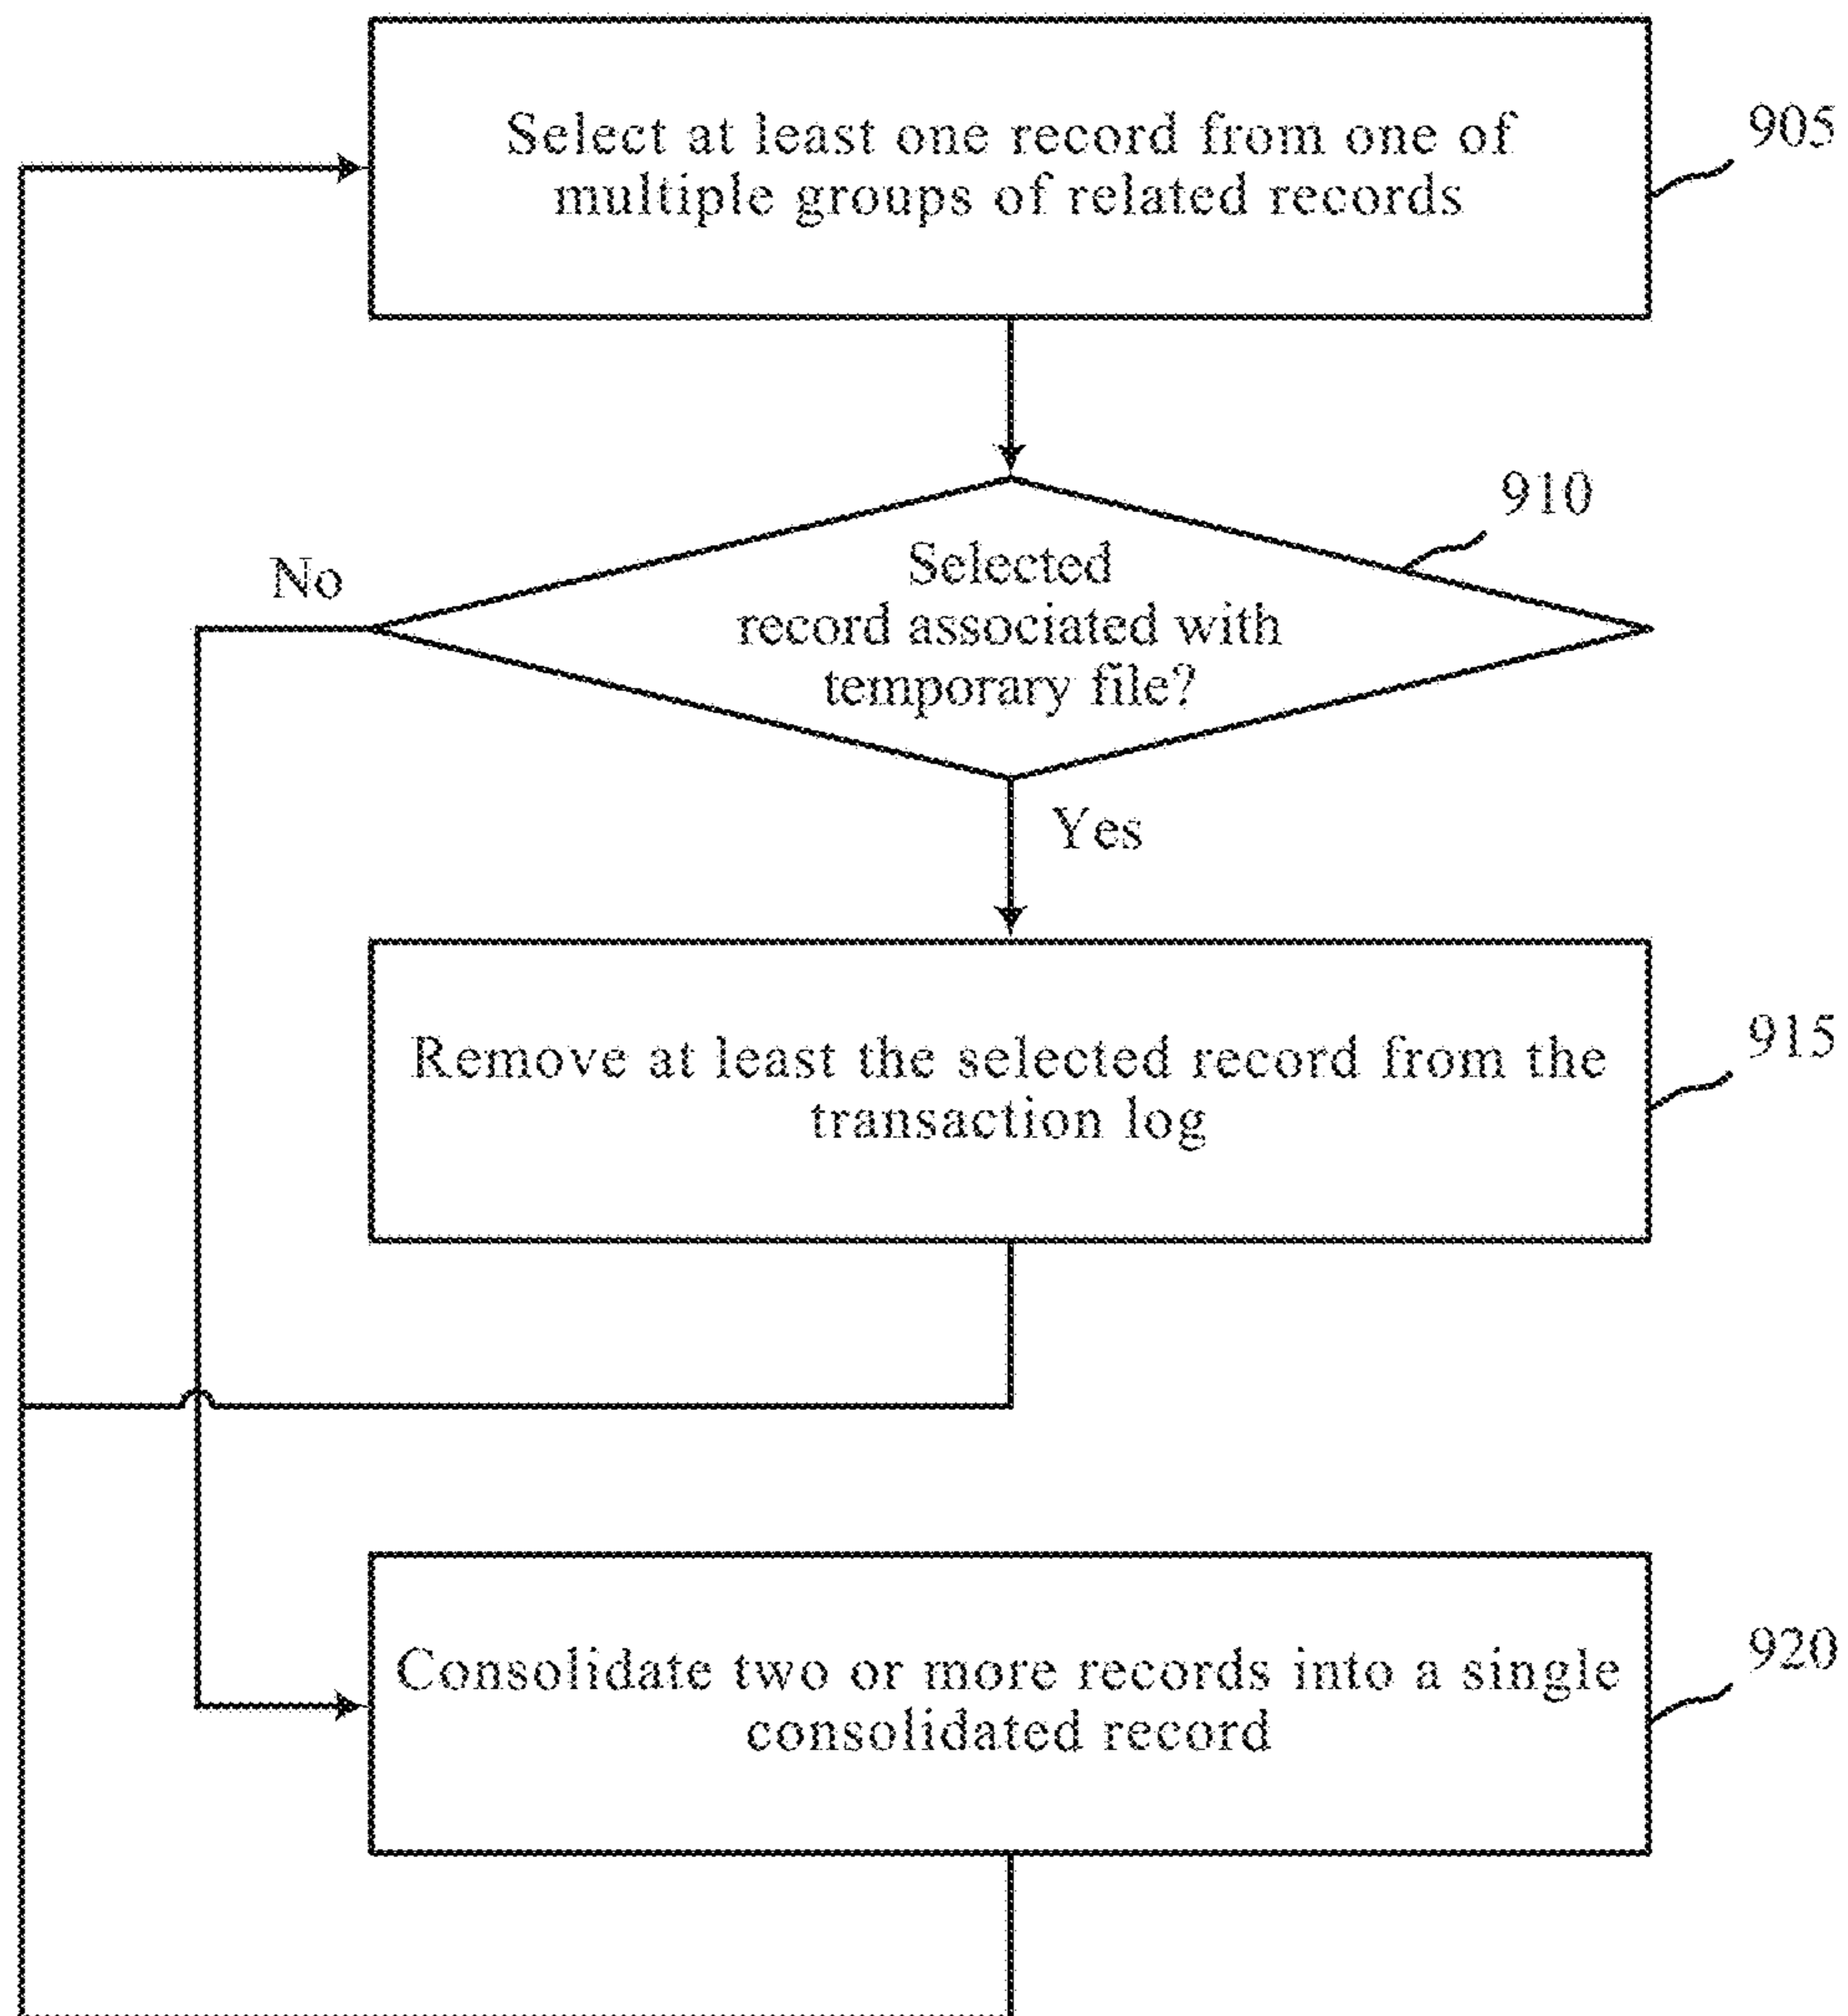 Select at least one record from one of
multiple groups of related records
905
910
No
Selected
record associated with
temporary file?
Yes
Remove at least the selected record from the
transaction log
915
Consolidate two or more records into a single
consolidated record
920